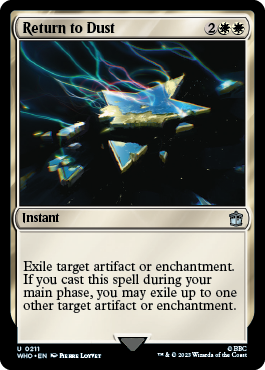 Return to Dust 2
Instant
Exile target artifact or enchantment.
If you cast this spell during your
main phase, you may exile up to one
other target artifact or enchantment.
U 0211
WHO • EN Pierre Loyvet
© BBC
™ & © 2023 Wizards of the Coast